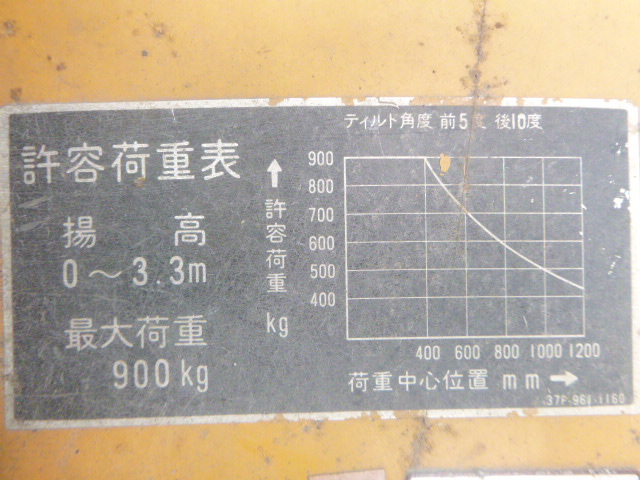 許容荷重表
揚 高
0～3.3m
最大荷重
900kg
ティルト角度 前5度 後10度
↑
許容荷重
kg
900
800
700
600
500
400
400 600 800 1000 1200
荷重中心位置 mm →
37P-961-1160